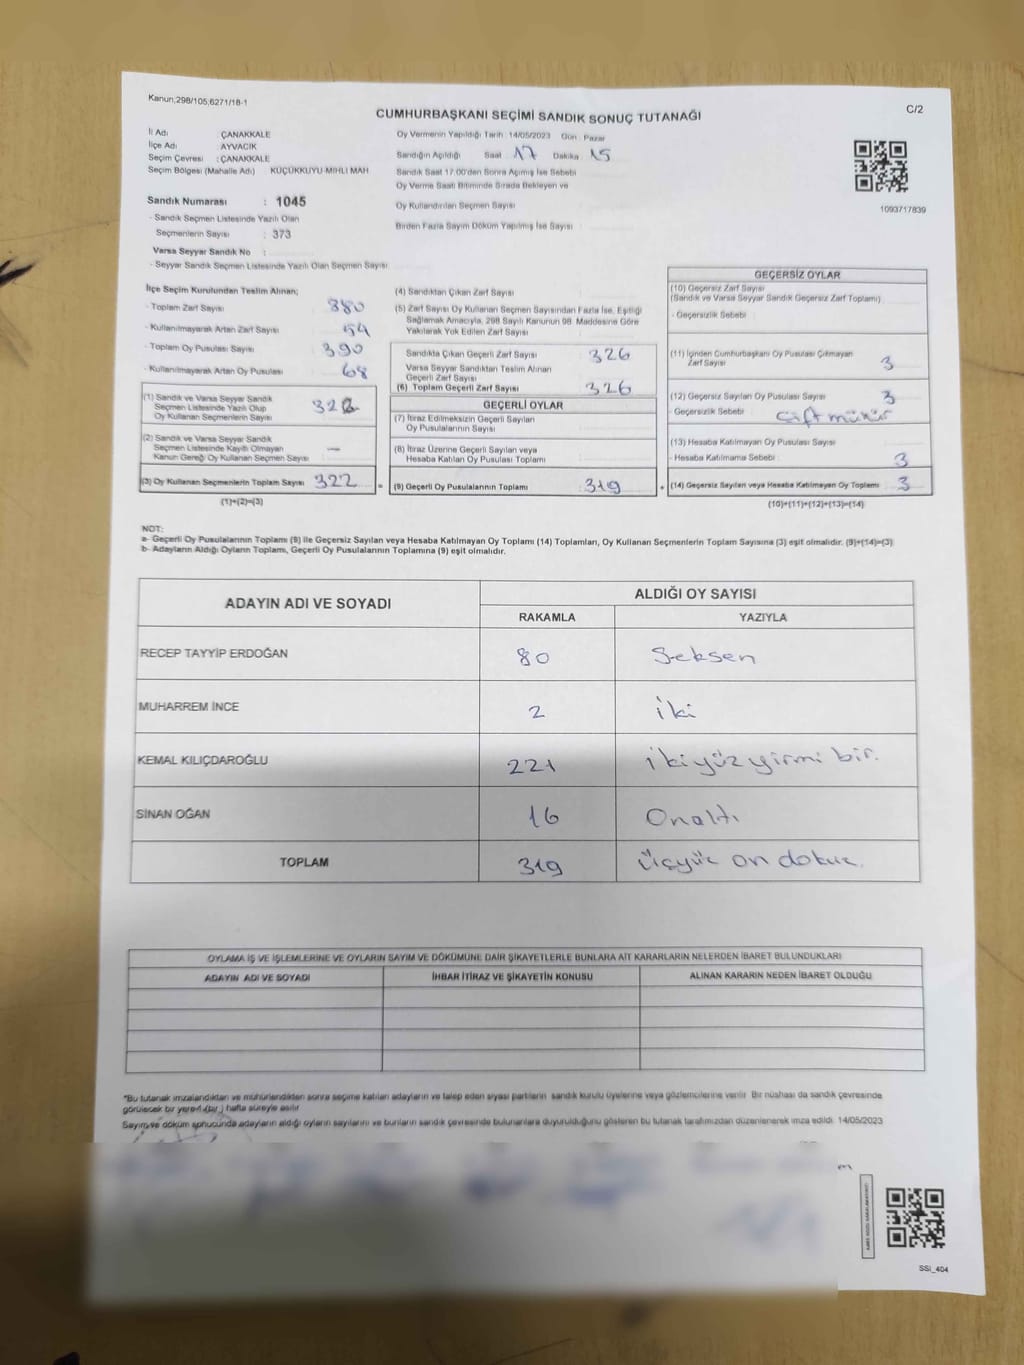 Kanun;298/105;6271/18-1
C/2
CUMHURBAŞKANI SEÇİMİ SANDIK SONUÇ TUTANAĞI
İl Adı ÇANAKKALE
İlçe Adı : AYVACIK
Seçim Çevresi : ÇANAKKALE
Seçim Bölgesi (Mahalle Adı) KÜÇÜKKUYU-MIHLI MAH
Sandık Numarası : 1045
- Sandık Seçmen Listesinde Yazılı Olan
Seçmenlerin Sayısı : 373
Varsa Seyyar Sandık No :
- Seyyar Sandık Seçmen Listesinde Yazılı Olan Seçmen Sayısı
Oy Vermenin Yapıldığı Tarih : 14/05/2023 Gün : Pazar
Sandığın Açıldığı Saat 17 Dakika 15
Sandık Saat 17.00'den Sonra Açımış İse Sebebi
Oy Verme Saati Bitiminde Sırada Bekleyen ve
Oy Kullandırılan Seçmen Sayısı
Birden Fazla Sayım Döküm Yapılmış İse Sayısı
1093717839
İlçe Seçim Kurulundan Teslim Alınan;
- Toplam Zarf Sayısı 380
- Kullanılmayarak Artan Zarf Sayısı 54
- Toplam Oy Pusulası Sayısı 390
- Kullanılmayarak Artan Oy Pusulası 68
(1) Sandık ve Varsa Seyyar Sandık
Seçmen Listesinde Yazılı Olup
Oy Kullanan Seçmenlerin Sayısı 322
(2) Sandık ve Varsa Seyyar Sandık
Seçmen Listesinde Kayıtlı Olmayan
Kanun Gereği Oy Kullanan Seçmen Sayısı —
(3) Oy Kullanan Seçmenlerin Toplam Sayısı 322
(1)+(2)=(3)
(4) Sandıktan Çıkan Zarf Sayısı
(5) Zarf Sayısı Oy Kullanan Seçmen Sayısından Fazla İse, Eşitliği
Sağlamak Amacıyla, 298 Sayılı Kanunun 98. Maddesine Göre
Yakılarak Yok Edilen Zarf Sayısı
Sandıkta Çıkan Geçerli Zarf Sayısı 326
Varsa Seyyar Sandıktan Teslim Alınan
Geçerli Zarf Sayısı
(6) Toplam Geçerli Zarf Sayısı 326
GEÇERLİ OYLAR
(7) İtiraz Edilmeksizin Geçerli Sayılan
Oy Pusulalarının Sayısı
(8) İtiraz Üzerine Geçerli Sayılan veya
Hesaba Katılan Oy Pusulası Toplamı
= (9) Geçerli Oy Pusulalarının Toplamı 319 +
GEÇERSİZ OYLAR
(10) Geçersiz Zarf Sayısı
(Sandık ve Varsa Seyyar Sandık Geçersiz Zarf Toplamı)
- Geçersizlik Sebebi
(11) İçinden Cumhurbaşkanı Oy Pusulası Çıkmayan
Zarf Sayısı 3
(12) Geçersiz Sayılan Oy Pusulası Sayısı 3
- Geçersizlik Sebebi Çift mühür
(13) Hesaba Katılmayan Oy Pusulası Sayısı
- Hesaba Katılmama Sebebi 3
(14) Geçersiz Sayılan veya Hesaba Katılmayan Oy Toplamı 3
(10)+(11)+(12)+(13)=(14)
NOT:
a- Geçerli Oy Pusulalarının Toplamı (9) ile Geçersiz Sayılan veya Hesaba Katılmayan Oy Toplamı (14) Toplamları, Oy Kullanan Seçmenlerin Toplam Sayısına (3) eşit olmalıdır. (9)+(14)=(3)
b- Adayların Aldığı Oyların Toplamı, Geçerli Oy Pusulalarının Toplamına (9) eşit olmalıdır.
ADAYIN ADI VE SOYADI ALDIĞI OY SAYISI
RAKAMLA YAZIYLA
RECEP TAYYİP ERDOĞAN 80 Seksen
MUHARREM İNCE 2 iki
KEMAL KILIÇDAROĞLU 221 ikiyüzyirmi bir.
SİNAN OĞAN 16 Onaltı
TOPLAM 319 üçyüz on dokuz.
OYLAMA İŞ VE İŞLEMLERİNE VE OYLARIN SAYIM VE DÖKÜMÜNE DAİR ŞİKAYETLERLE BUNLARA AİT KARARLARIN NELERDEN İBARET BULUNDUKLARI
ADAYIN ADI VE SOYADI İHBAR İTİRAZ VE ŞİKAYETİN KONUSU ALINAN KARARIN NEDEN İBARET OLDUĞU
*Bu tutanak imzalandıktan ve mühürlendikten sonra seçime katılan adayların ve talep eden siyasi partilerin sandık kurulu üyelerine veya gözlemcilerine verilir. Bir nüshası da sandık çevresinde
görülecek bir yere 1 (bir) hafta süreyle asılır
Sayım ve döküm sonucunda adayların aldığı oyların sayılarını ve bunların sandık çevresinde bulunanlara duyurulduğunu gösteren bu tutanak tarafımızdan düzenlenerek imza edildi. 14/05/2023
SSI_404